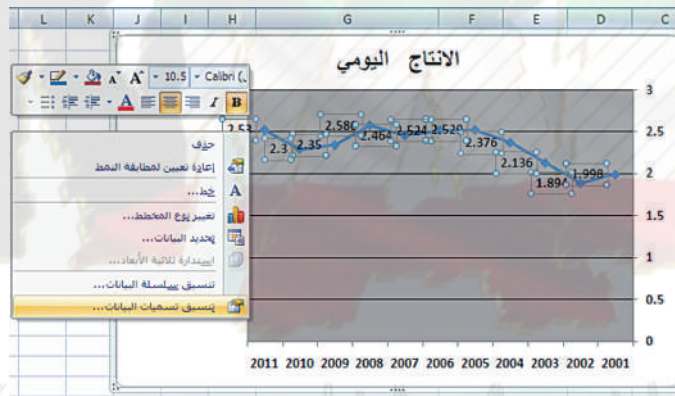 L K J I H G F E D C
الانتاج اليومي
10.5 Calibri (.
A A
A I B
حذف
إعادة تعيين لمطابقة النمط
خط...
تغيير نوع المخطط...
تحديد البيانات...
استدارة ثلاثية الأبعاد...
تنسيق سلسلة البيانات...
تنسيق تسميات البيانات...
3
2.5
2
1.5
1
0.5
0
2.53 2.3 2.35 2.580 2.464 2.524 2.520 2.376 2.136 1.894 1.998
2011 2010 2009 2008 2007 2006 2005 2004 2003 2002 2001